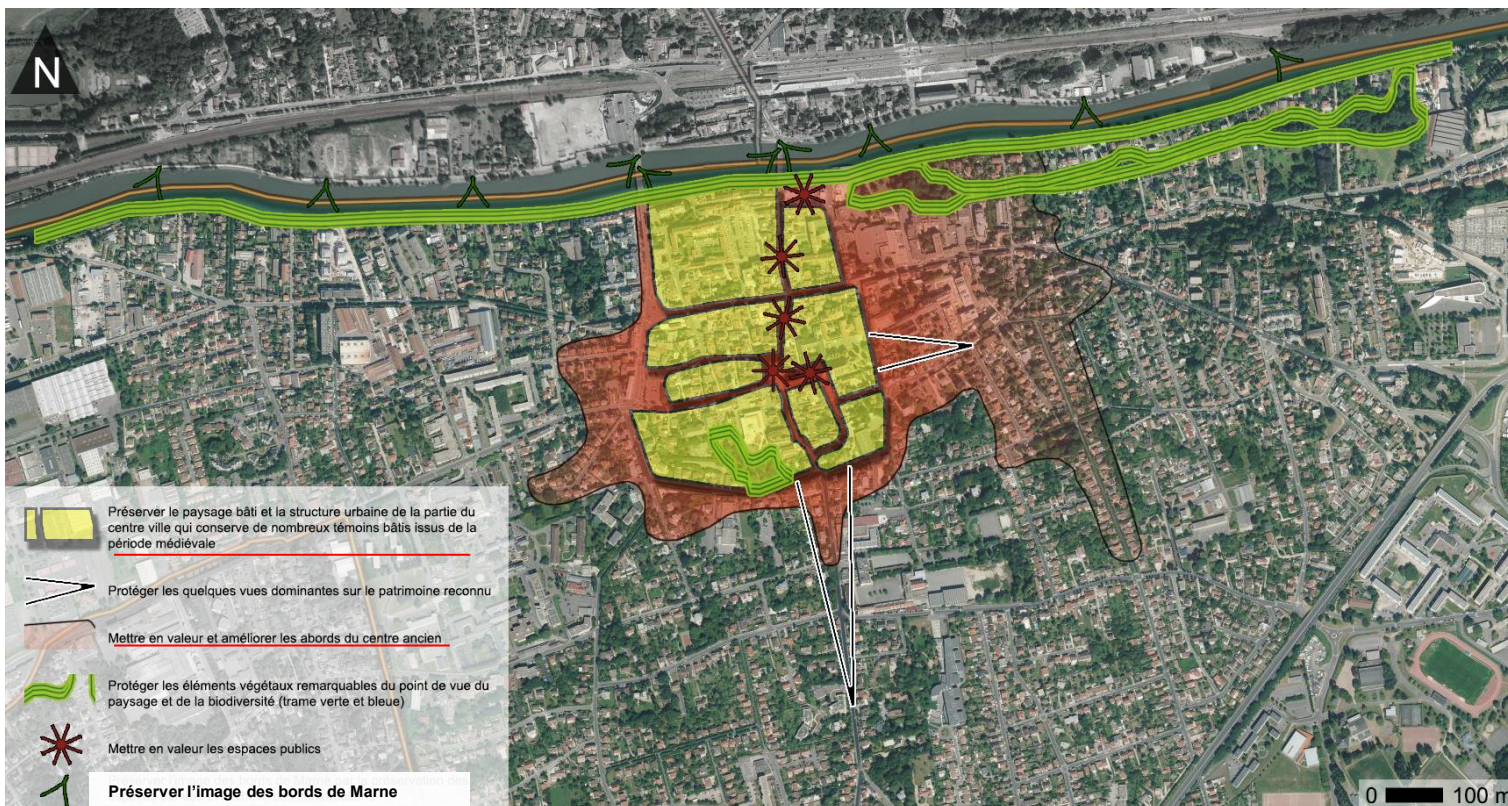 N
Préserver le paysage bâti et la structure urbaine de la partie du
centre ville qui conserve de nombreux témoins bâtis issus de la
période médiévale
Protéger les quelques vues dominantes sur le patrimoine reconnu
Mettre en valeur et améliorer les abords du centre ancien
Protéger les éléments végétaux remarquables du point de vue du
paysage et de la biodiversité (trame verte et bleue)
Mettre en valeur les espaces publics
Préserver l'image des bords de Marne
0 100 m